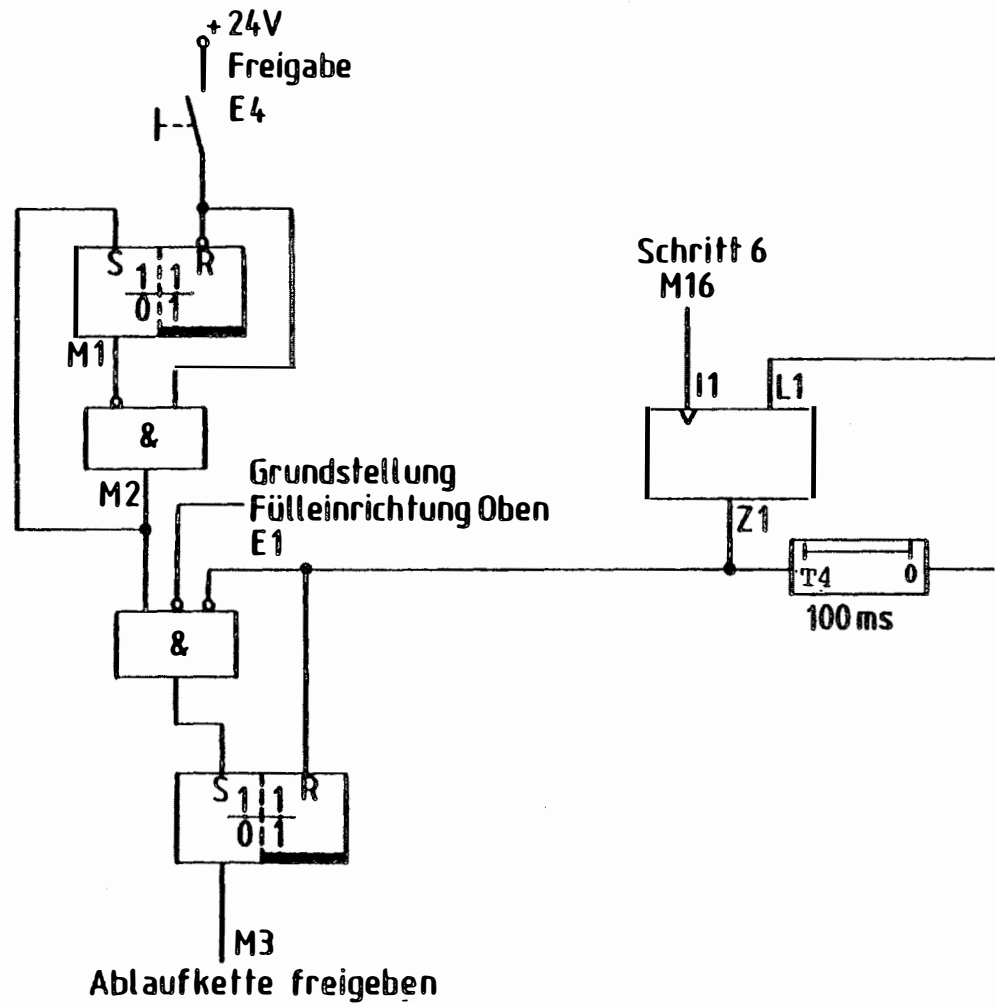 + 24V
Freigabe
E4
S 1 1 R
0 1
M1
&
M2
Grundstellung
Fülleinrichtung Oben
E1
&
S 1 1 R
0 1
M3
Ablaufkette freigeben
Schritt 6
M16
I1 L1
Z1
T4 0
100 ms